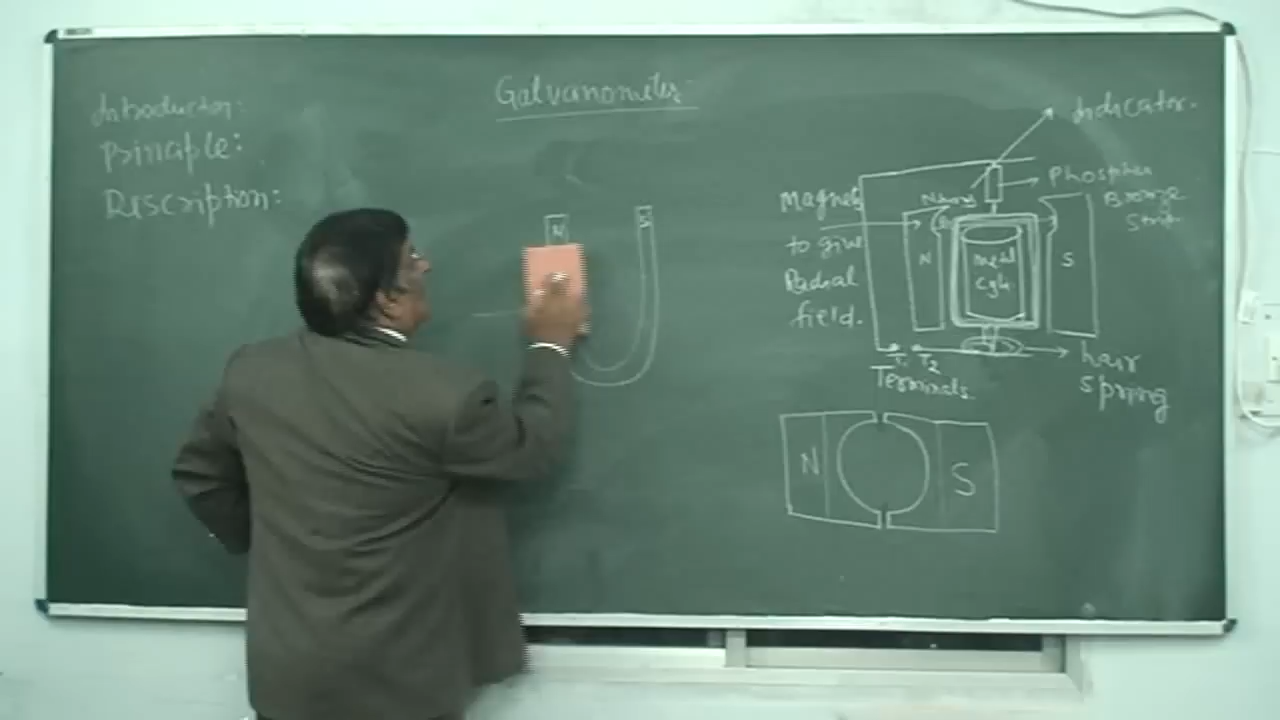 Galvanometer
Introduction:
Principle:
Description:
N
S
Indicator.
Phosphor
Bronze
Strip
Magnet
to give
Radial
field.
N
metal
Cyli.
S
T1 T2
Terminals.
hair
spring
N
S